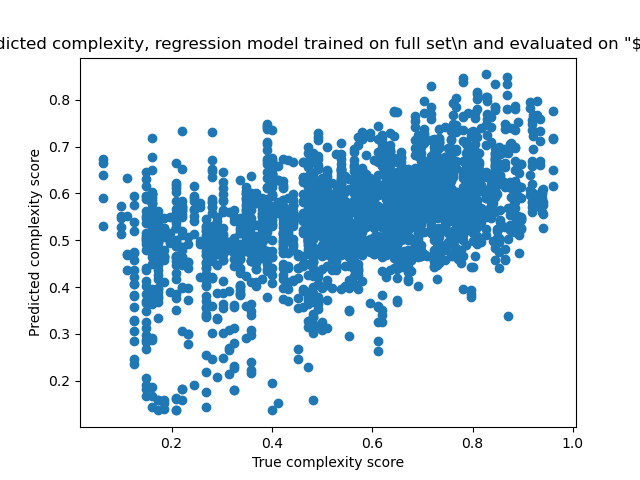 dicted complexity, regression model trained on full set\n and evaluated on "$
0.8
0.7
0.6
0.5
0.4
0.3
0.2
Predicted complexity score
0.2 0.4 0.6 0.8 1.0
True complexity score